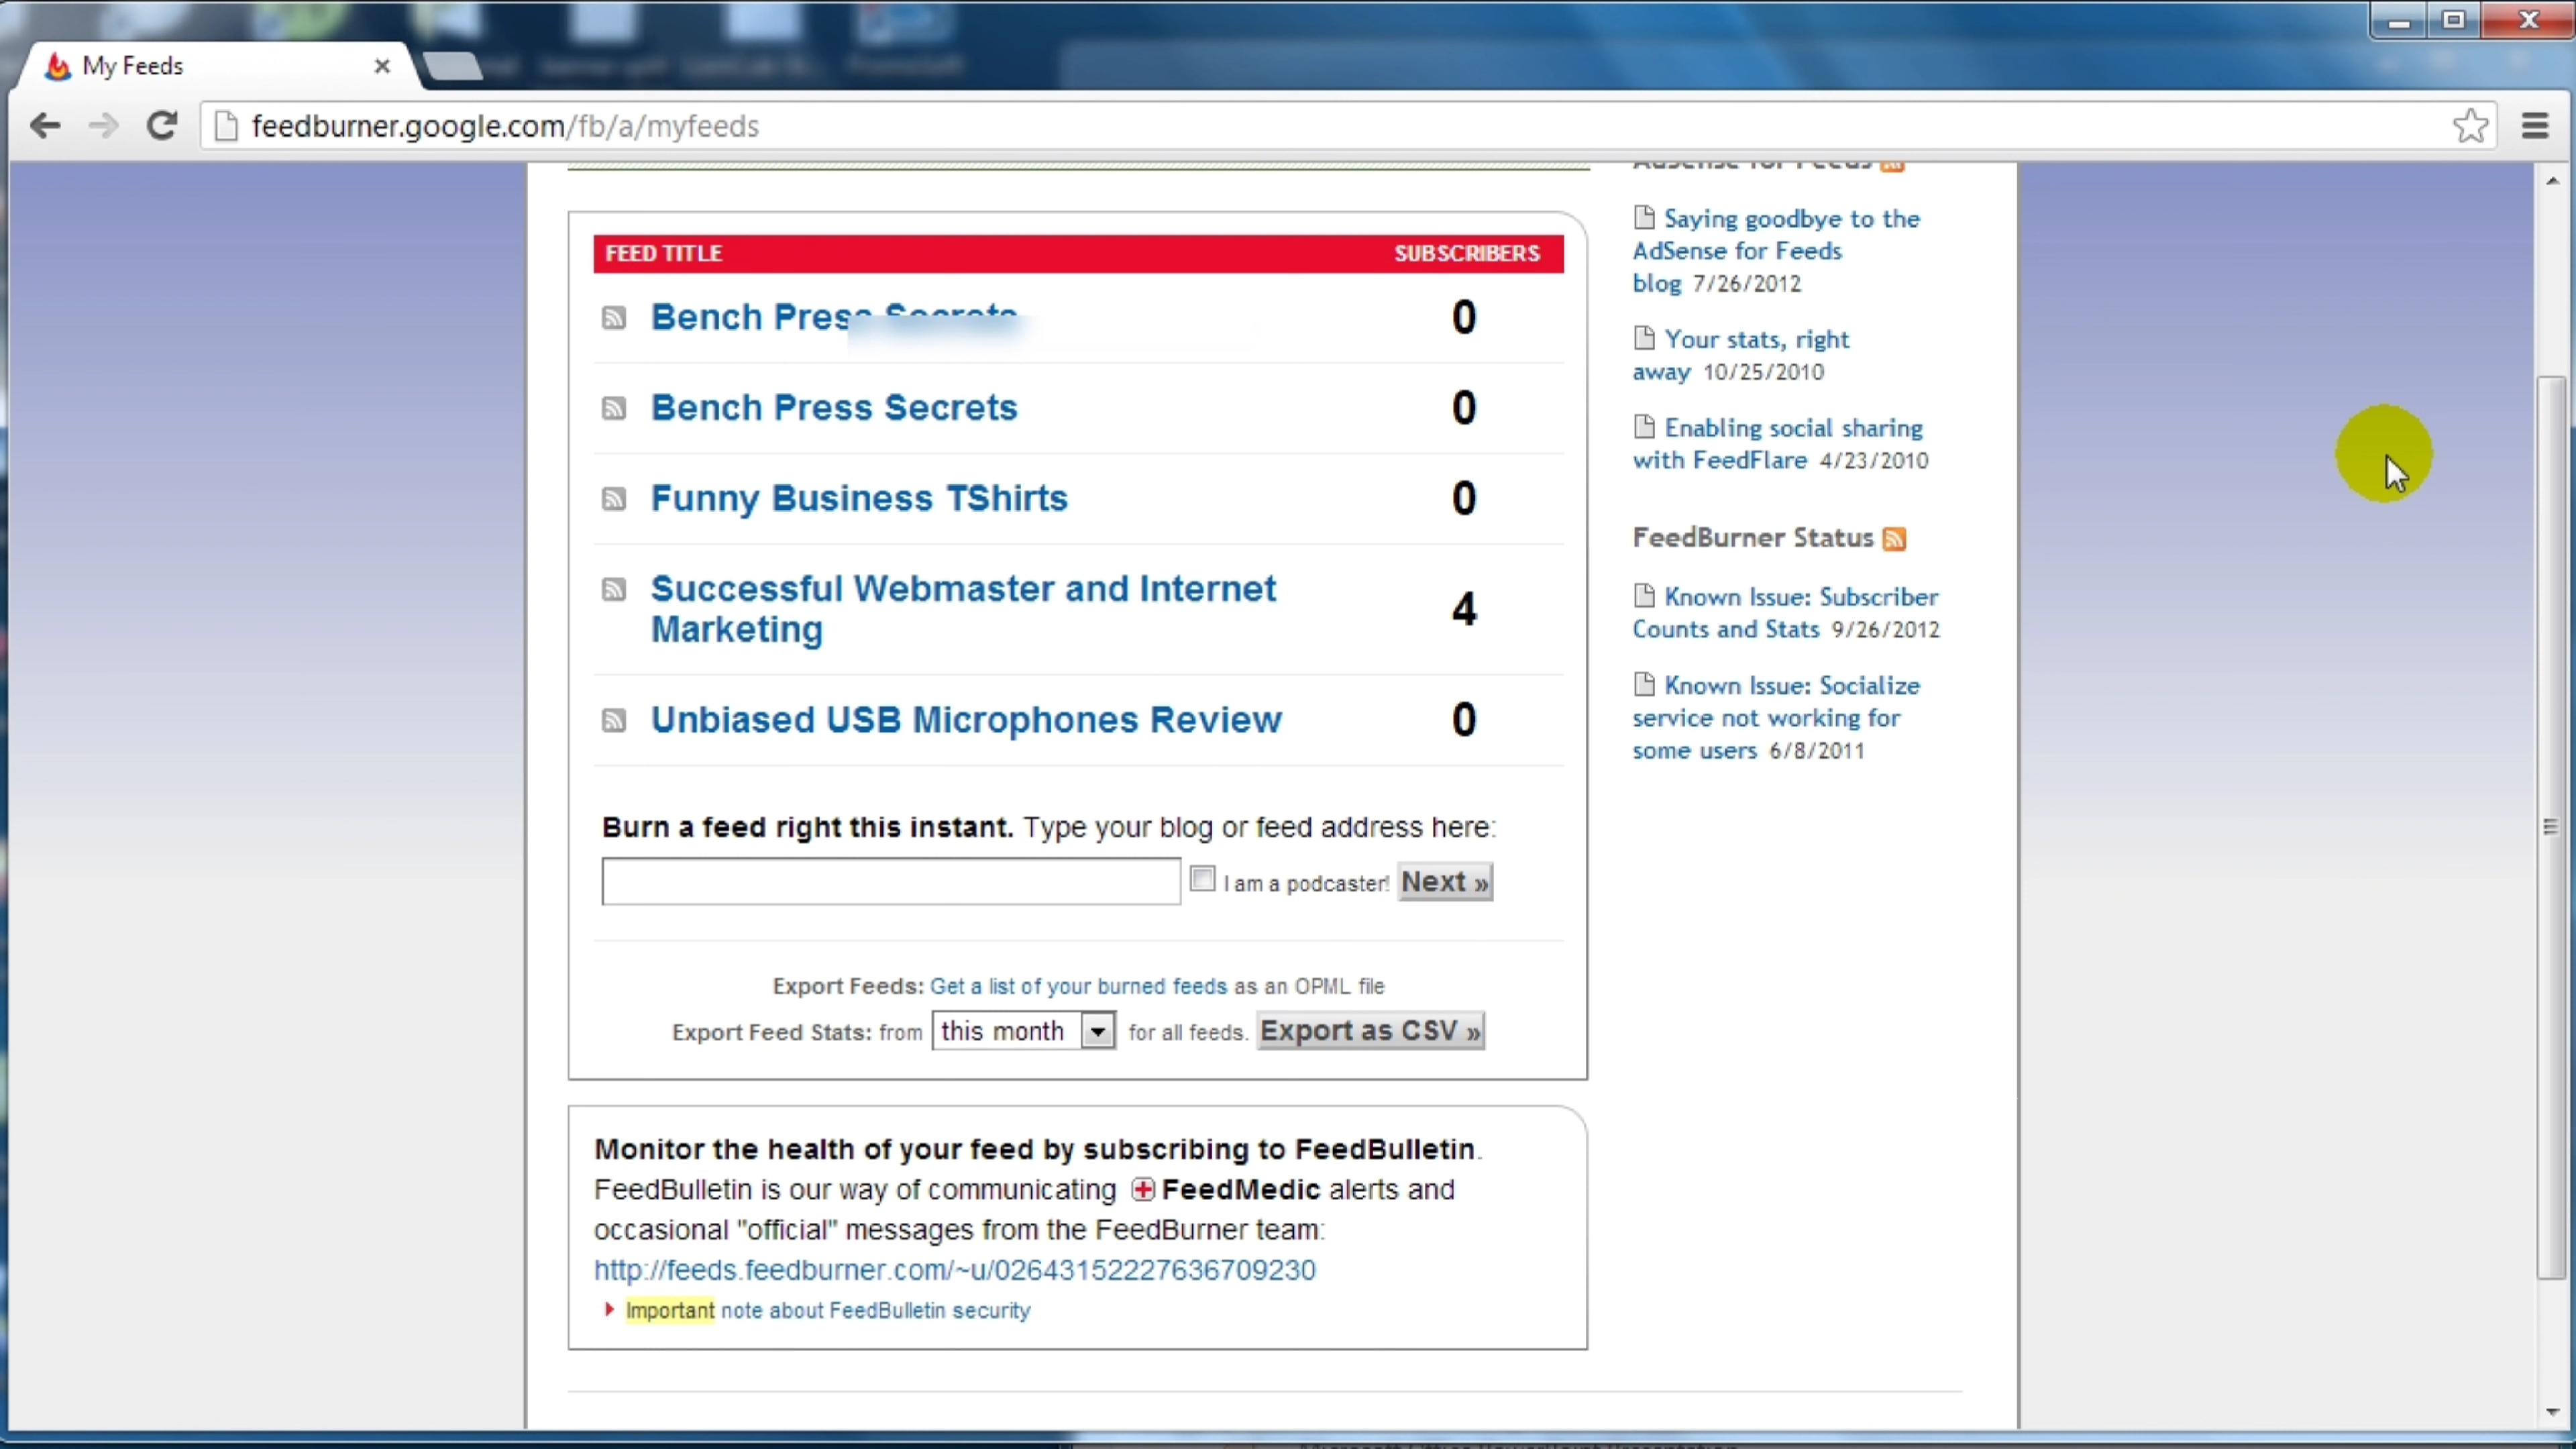 My Feeds
feedburner.google.com/fb/a/myfeeds
FEED TITLE SUBSCRIBERS
Bench Press Secrets 0
Bench Press Secrets 0
Funny Business TShirts 0
Successful Webmaster and Internet
Marketing 4
Unbiased USB Microphones Review 0
Burn a feed right this instant. Type your blog or feed address here:
I am a podcaster! Next »
Export Feeds: Get a list of your burned feeds as an OPML file
Export Feed Stats: from this month for all feeds. Export as CSV »
Monitor the health of your feed by subscribing to FeedBulletin.
FeedBulletin is our way of communicating FeedMedic alerts and
occasional "official" messages from the FeedBurner team:
http://feeds.feedburner.com/~u/02643152227636709230
Important note about FeedBulletin security
AdSense for Feeds
Saying goodbye to the
AdSense for Feeds
blog 7/26/2012
Your stats, right
away 10/25/2010
Enabling social sharing
with FeedFlare 4/23/2010
FeedBurner Status
Known Issue: Subscriber
Counts and Stats 9/26/2012
Known Issue: Socialize
service not working for
some users 6/8/2011